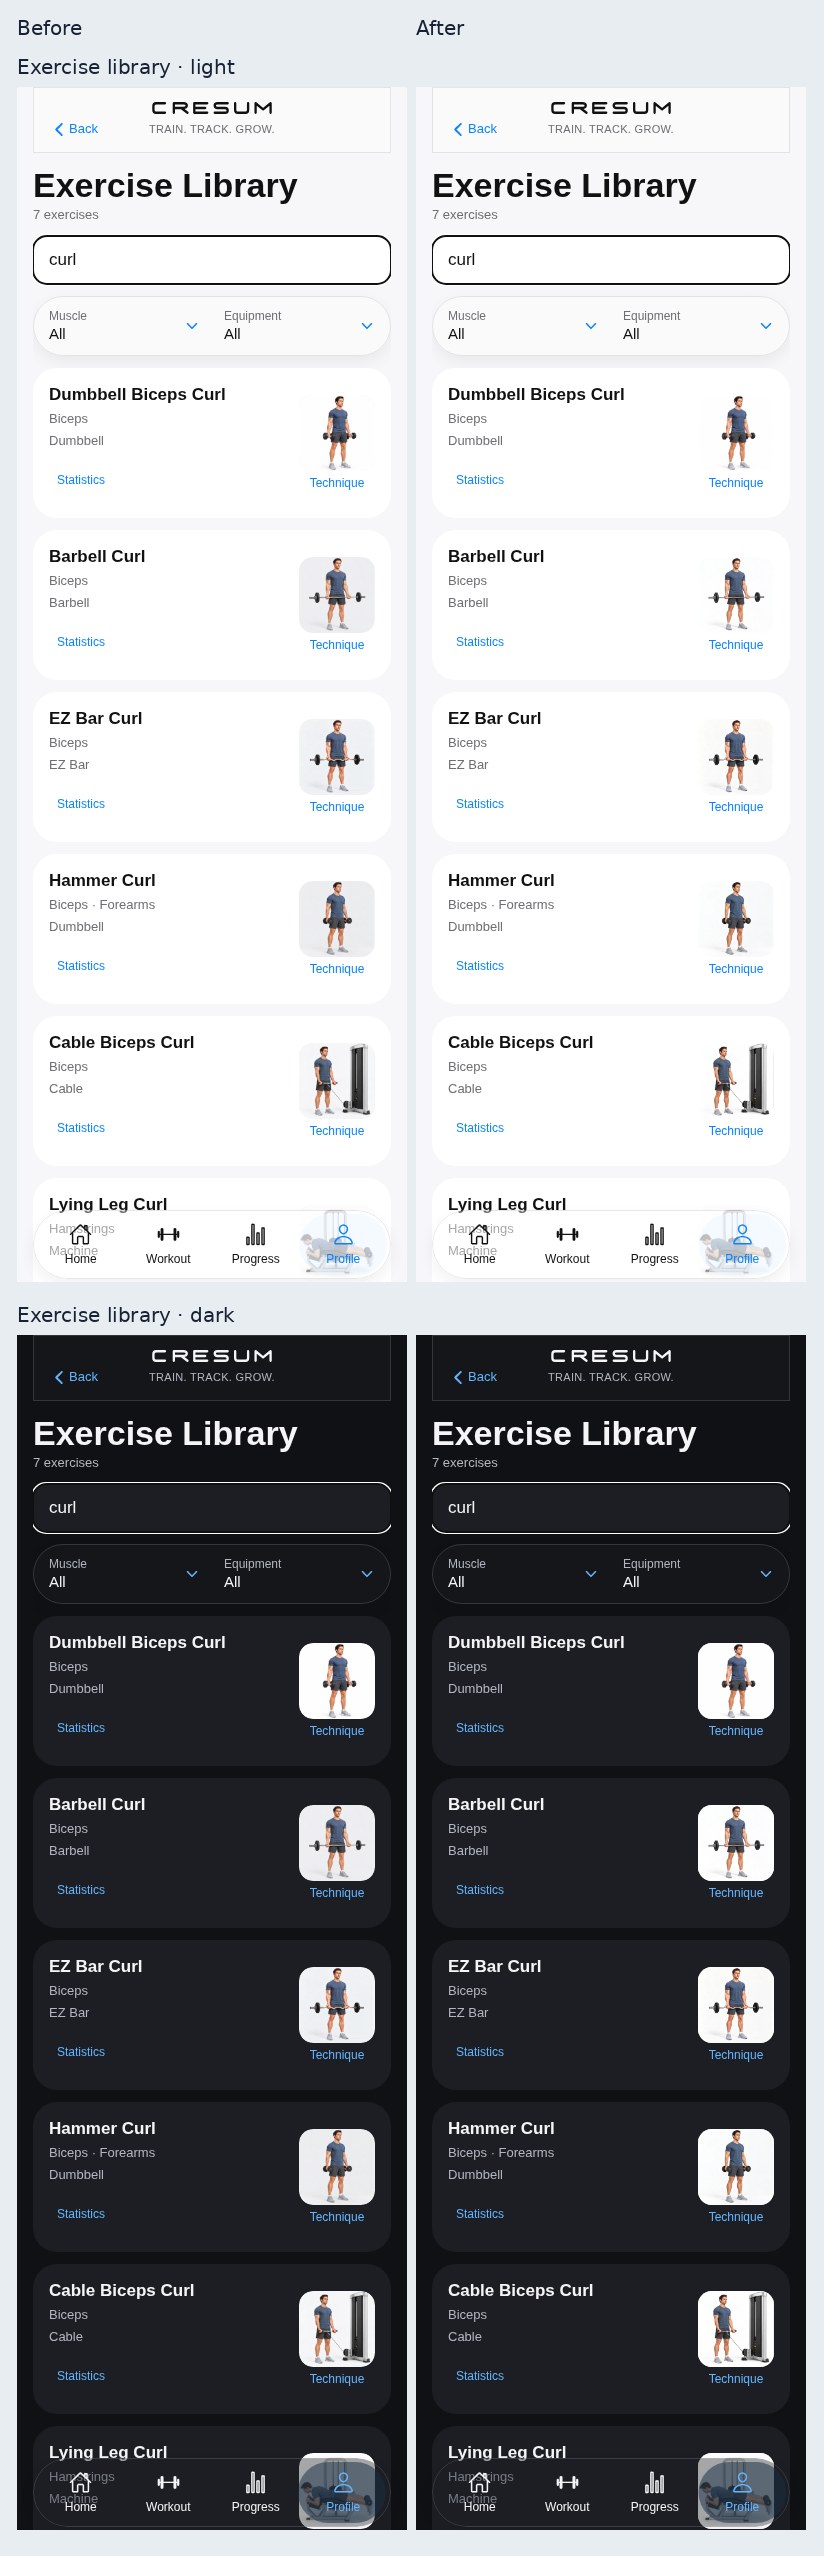 Before
After
Exercise library · light
CRESUM
Back
TRAIN. TRACK. GROW.
Exercise Library
7 exercises
curl
Muscle
All
Equipment
All
Dumbbell Biceps Curl
Biceps
Dumbbell
Statistics
Technique
Barbell Curl
Biceps
Barbell
Statistics
Technique
EZ Bar Curl
Biceps
EZ Bar
Statistics
Technique
Hammer Curl
Biceps · Forearms
Dumbbell
Statistics
Technique
Cable Biceps Curl
Biceps
Cable
Statistics
Technique
Lying Leg Curl
Hamstrings
Machine
Home
Workout
Progress
Profile
CRESUM
Back
TRAIN. TRACK. GROW.
Exercise Library
7 exercises
curl
Muscle
All
Equipment
All
Dumbbell Biceps Curl
Biceps
Dumbbell
Statistics
Technique
Barbell Curl
Biceps
Barbell
Statistics
Technique
EZ Bar Curl
Biceps
EZ Bar
Statistics
Technique
Hammer Curl
Biceps · Forearms
Dumbbell
Statistics
Technique
Cable Biceps Curl
Biceps
Cable
Statistics
Technique
Lying Leg Curl
Hamstrings
Machine
Home
Workout
Progress
Profile
Exercise library · dark
CRESUM
Back
TRAIN. TRACK. GROW.
Exercise Library
7 exercises
curl
Muscle
All
Equipment
All
Dumbbell Biceps Curl
Biceps
Dumbbell
Statistics
Technique
Barbell Curl
Biceps
Barbell
Statistics
Technique
EZ Bar Curl
Biceps
EZ Bar
Statistics
Technique
Hammer Curl
Biceps · Forearms
Dumbbell
Statistics
Technique
Cable Biceps Curl
Biceps
Cable
Statistics
Technique
Lying Leg Curl
Hamstrings
Machine
Home
Workout
Progress
Profile
CRESUM
Back
TRAIN. TRACK. GROW.
Exercise Library
7 exercises
curl
Muscle
All
Equipment
All
Dumbbell Biceps Curl
Biceps
Dumbbell
Statistics
Technique
Barbell Curl
Biceps
Barbell
Statistics
Technique
EZ Bar Curl
Biceps
EZ Bar
Statistics
Technique
Hammer Curl
Biceps · Forearms
Dumbbell
Statistics
Technique
Cable Biceps Curl
Biceps
Cable
Statistics
Technique
Lying Leg Curl
Hamstrings
Machine
Home
Workout
Progress
Profile